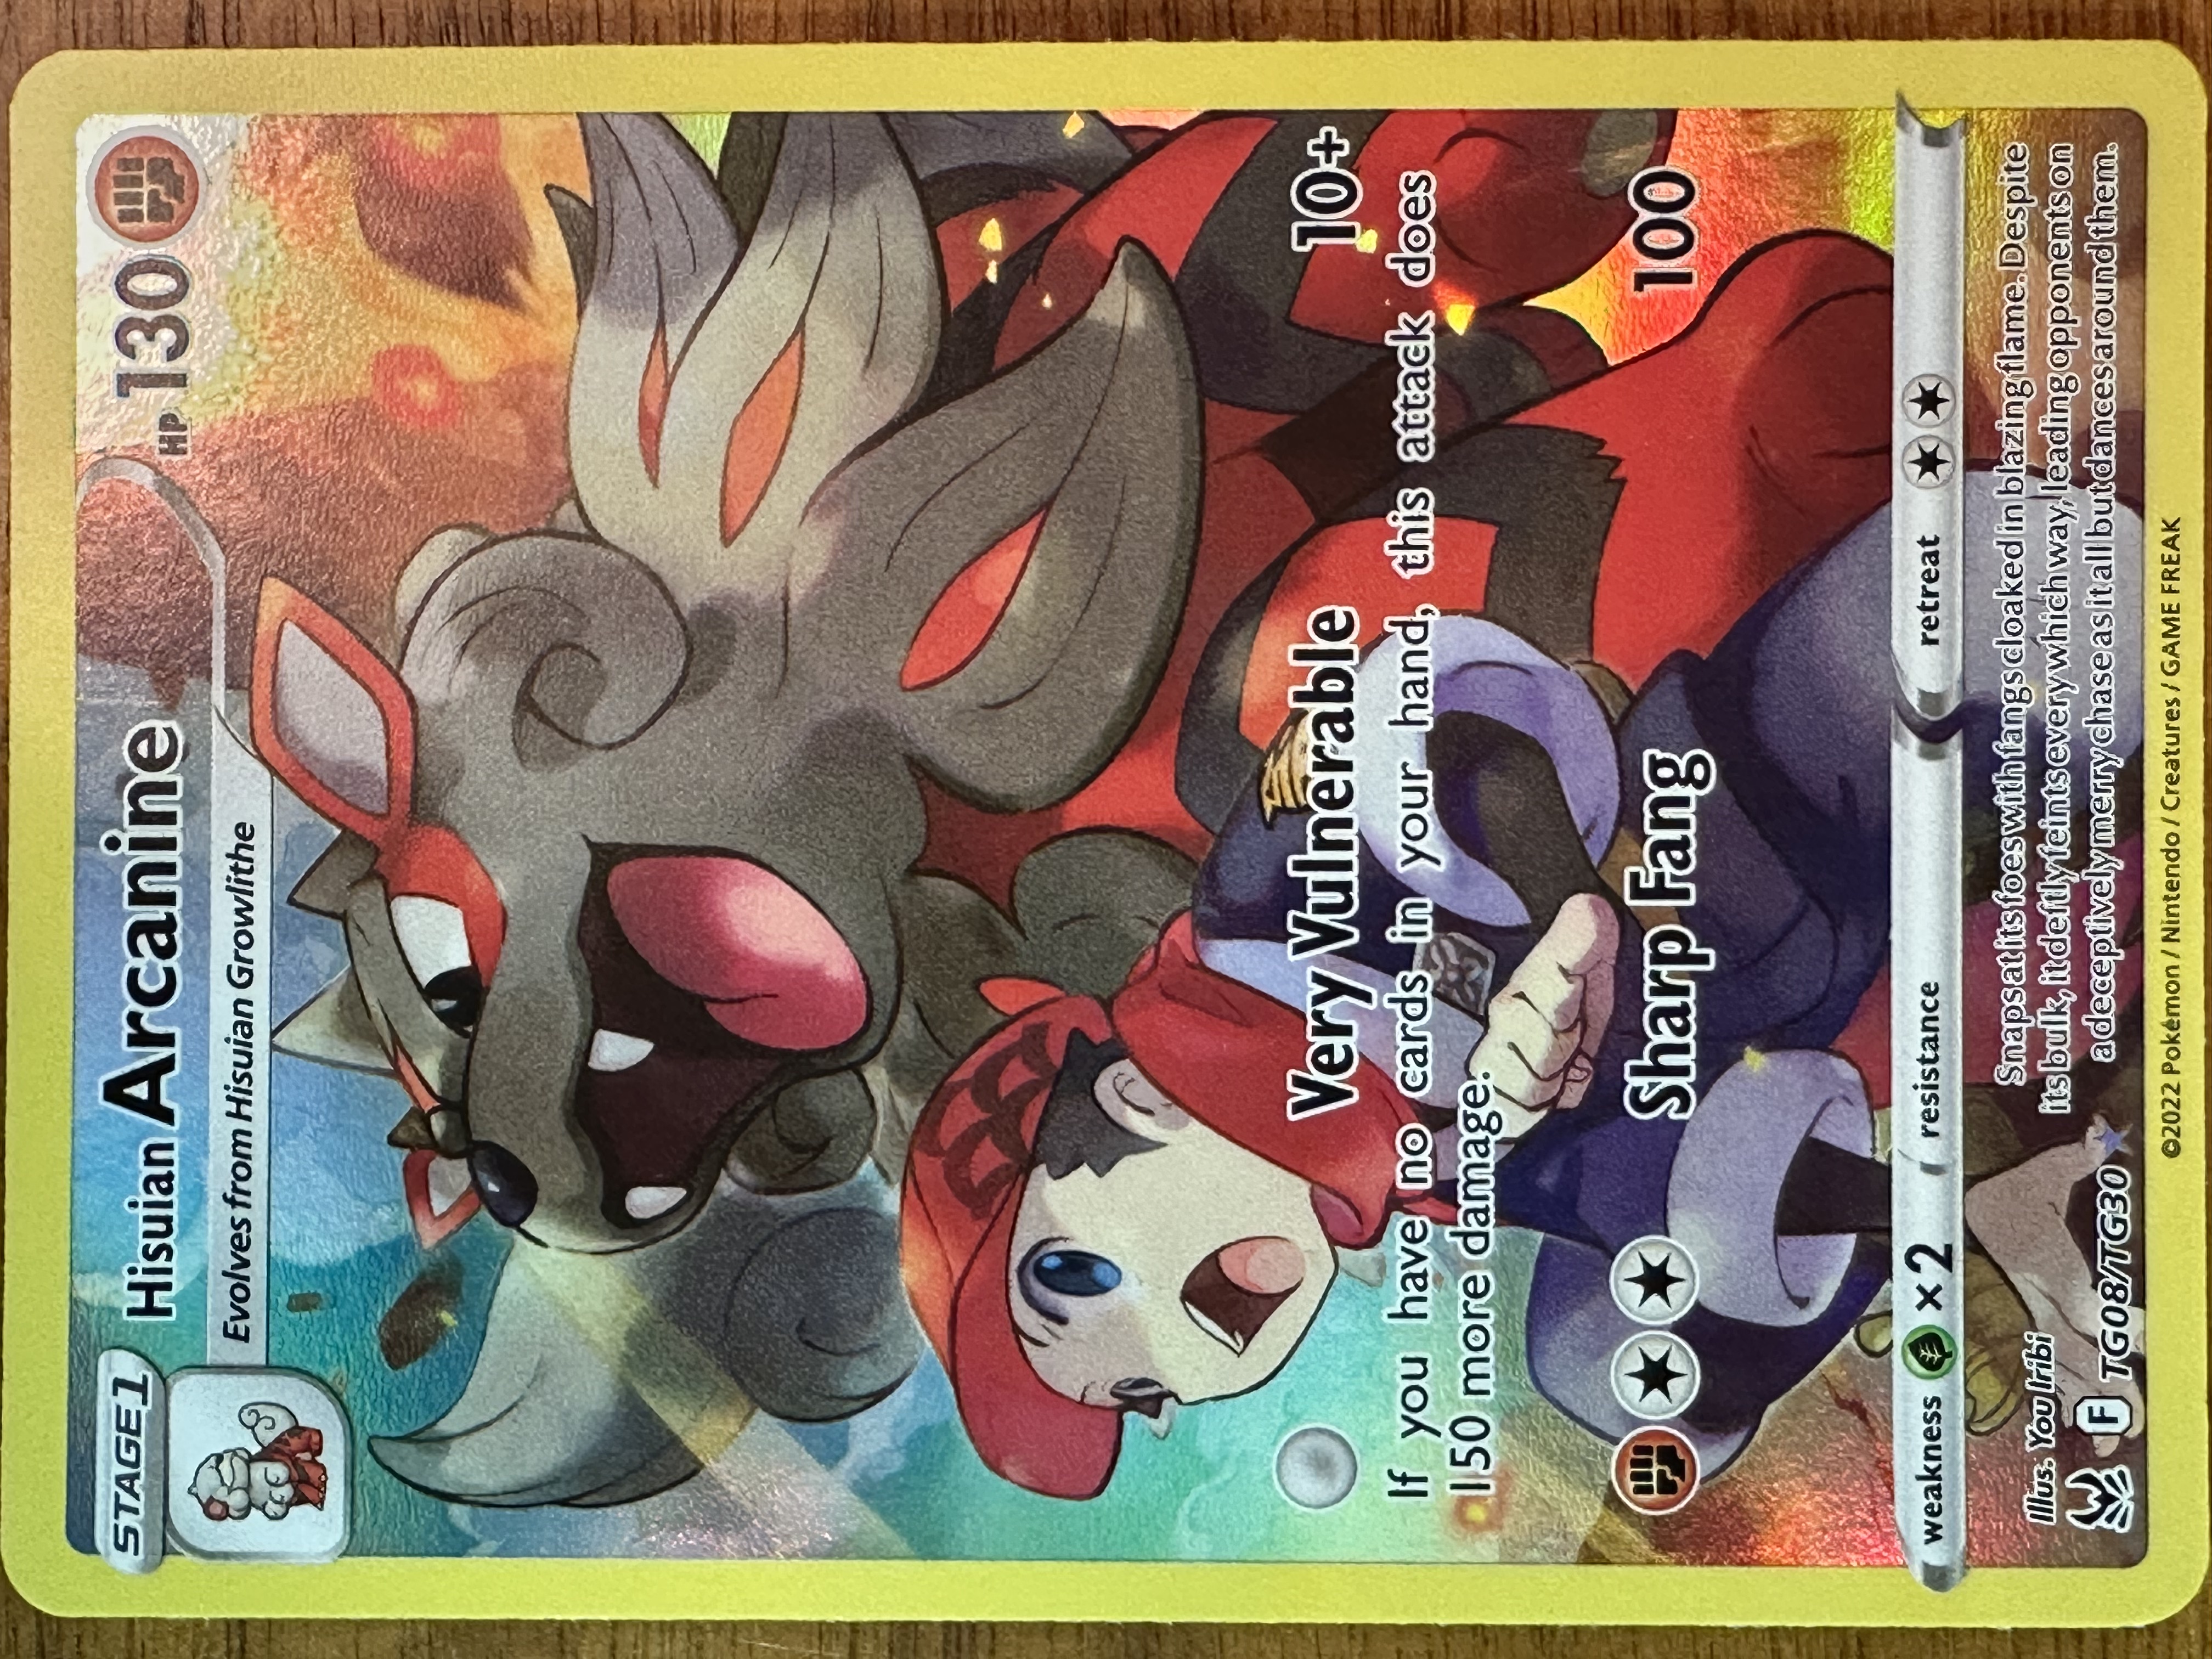 STAGE1
Hisuian Arcanine HP 130
Evolves from Hisuian Growlithe
Very Vulnerable 10+
If you have no cards in your hand, this attack does
150 more damage.
Sharp Fang 100
weakness ×2 resistance retreat
Snaps at its foes with fangs cloaked in blazing flame. Despite
its bulk, it deftly feints every which way, leading opponents on
a deceptively merry chase as it all but dances around them.
Illus. You Iribi
F TG08/TG30
©2022 Pokémon / Nintendo / Creatures / GAME FREAK